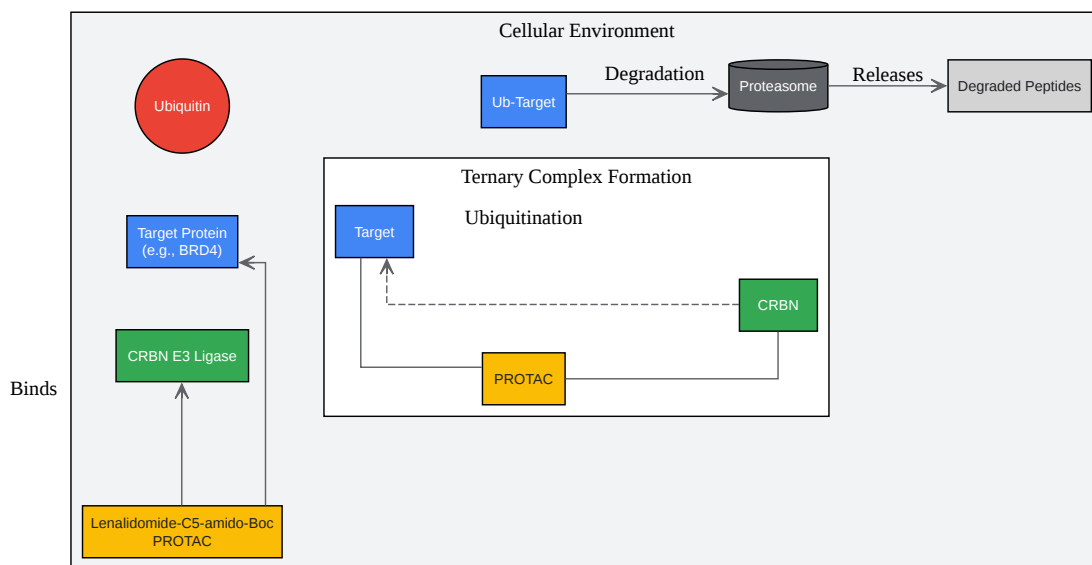 Cellular Environment
Ubiquitin
Ub-Target
Degradation
Proteasome
Releases
Degraded Peptides
Ternary Complex Formation
Ubiquitination
Target
Target Protein
(e.g., BRD4)
CRBN
CRBN E3 Ligase
PROTAC
Binds
Lenalidomide-C5-amido-Boc
PROTAC